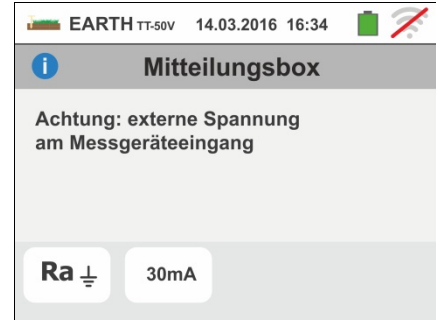 EARTH TT-50V 14.03.2016 16:34
i Mitteilungsbox
Achtung: externe Spannung
am Messgeräteeingang
Ra ⏚ 30mA